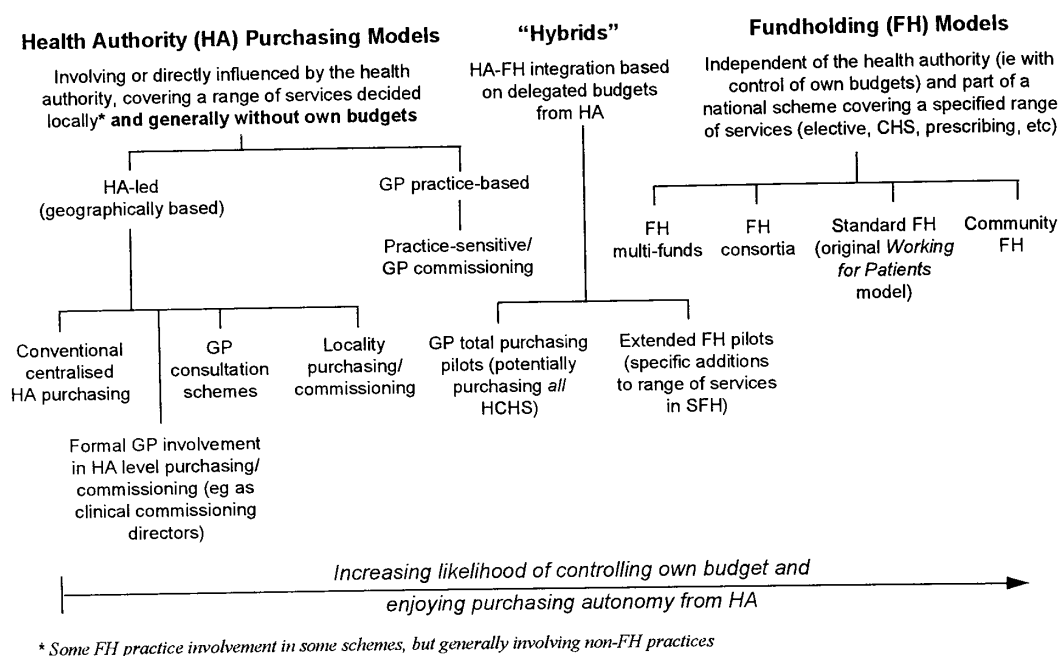 Health Authority (HA) Purchasing Models
Involving or directly influenced by the health
authority, covering a range of services decided
locally* and generally without own budgets
HA-led
(geographically based)
GP practice-based
Practice-sensitive/
GP commissioning
Conventional
centralised
HA purchasing
GP
consultation
schemes
Locality
purchasing/
commissioning
Formal GP involvement
in HA level purchasing/
commissioning (eg as
clinical commissioning
directors)
“Hybrids”
HA-FH integration based
on delegated budgets
from HA
GP total purchasing
pilots (potentially
purchasing all
HCHS)
Extended FH pilots
(specific additions
to range of services
in SFH)
Fundholding (FH) Models
Independent of the health authority (ie with
control of own budgets) and part of a
national scheme covering a specified range
of services (elective, CHS, prescribing, etc)
FH
multi-funds
FH
consortia
Standard FH
(original Working
for Patients
model)
Community
FH
Increasing likelihood of controlling own budget and
enjoying purchasing autonomy from HA
* Some FH practice involvement in some schemes, but generally involving non-FH practices